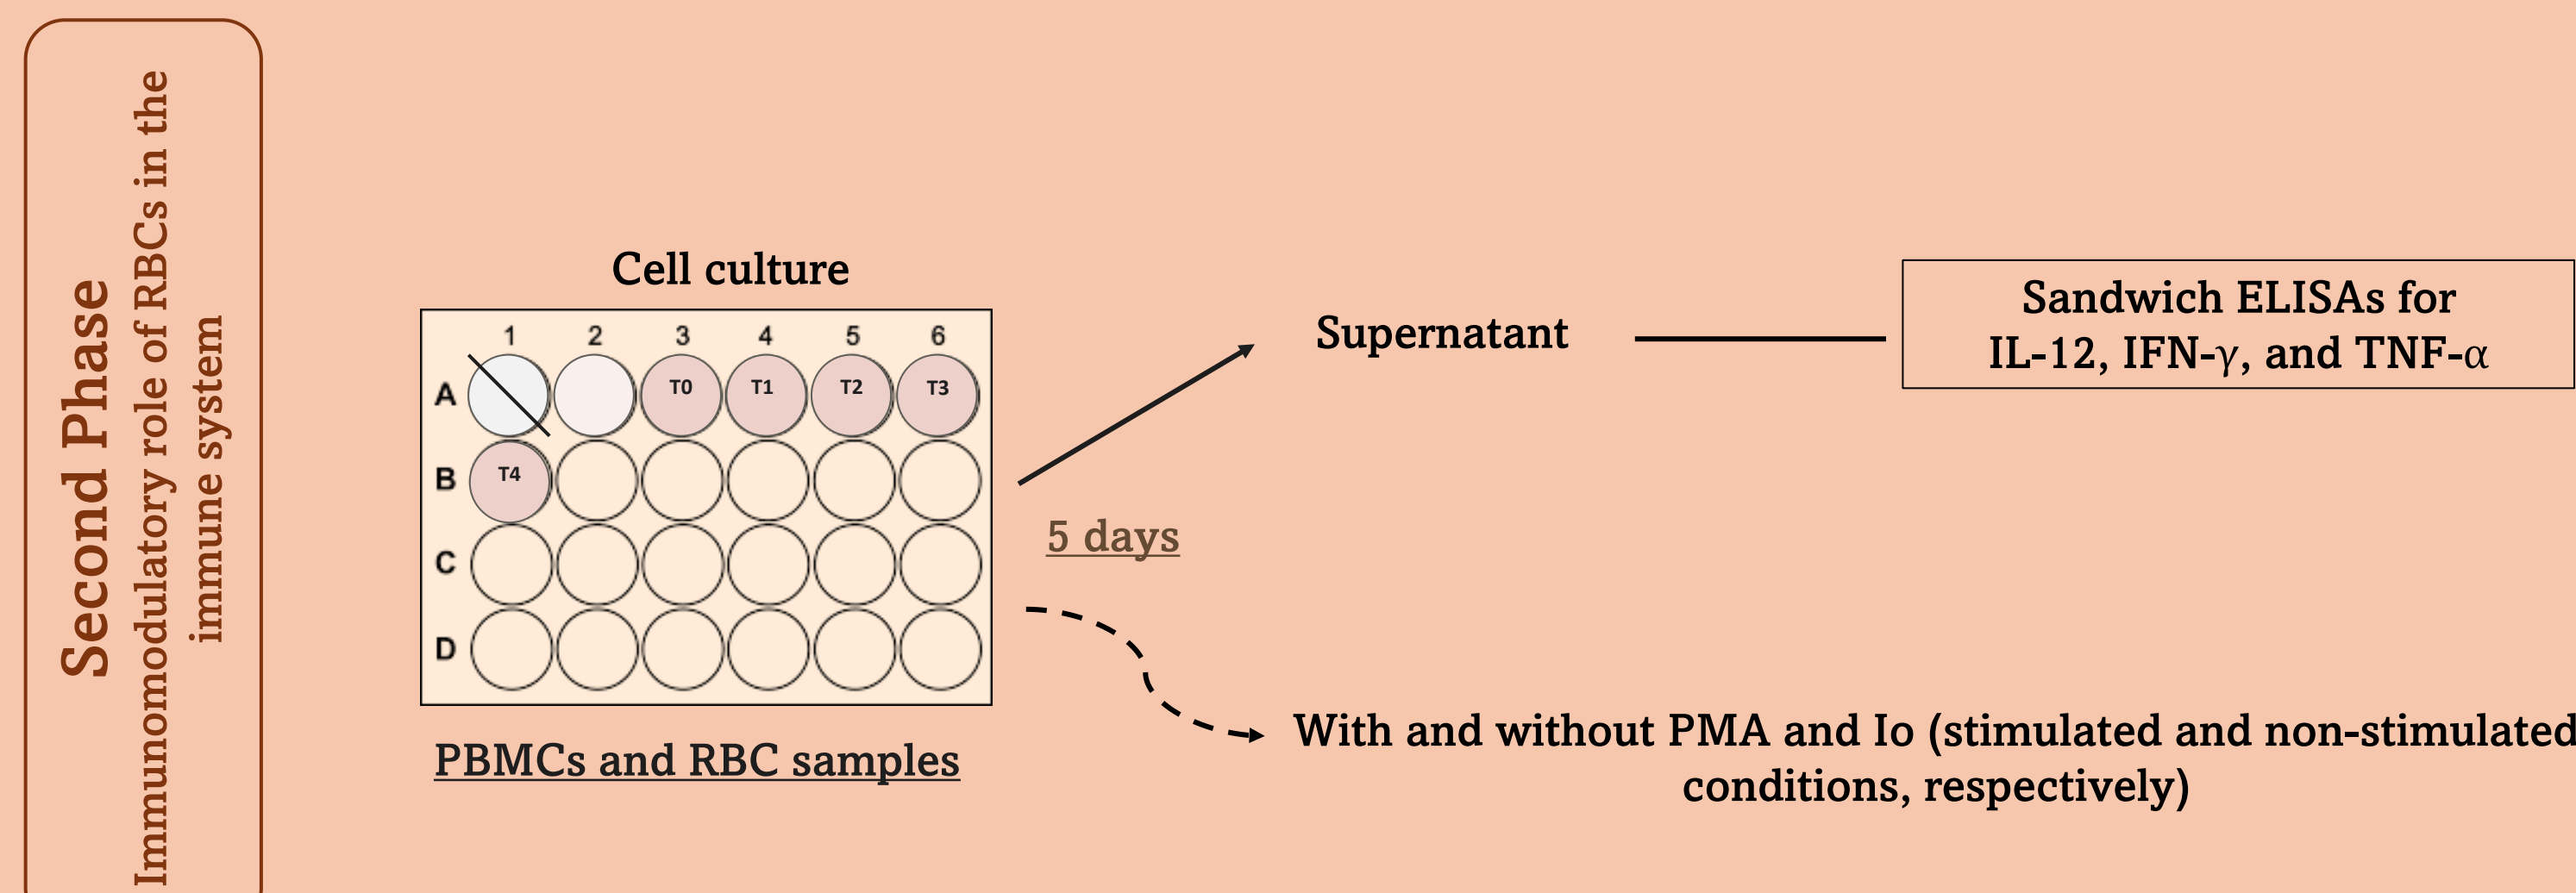 Second Phase
Immunomodulatory role of RBCs in the
immune system
Cell culture
1 2 3 4 5 6
A T0 T1 T2 T3
B T4
C
D
PBMCs and RBC samples
5 days
Supernatant
Sandwich ELISAs for
IL-12, IFN-γ, and TNF-α
With and without PMA and Io (stimulated and non-stimulated
conditions, respectively)